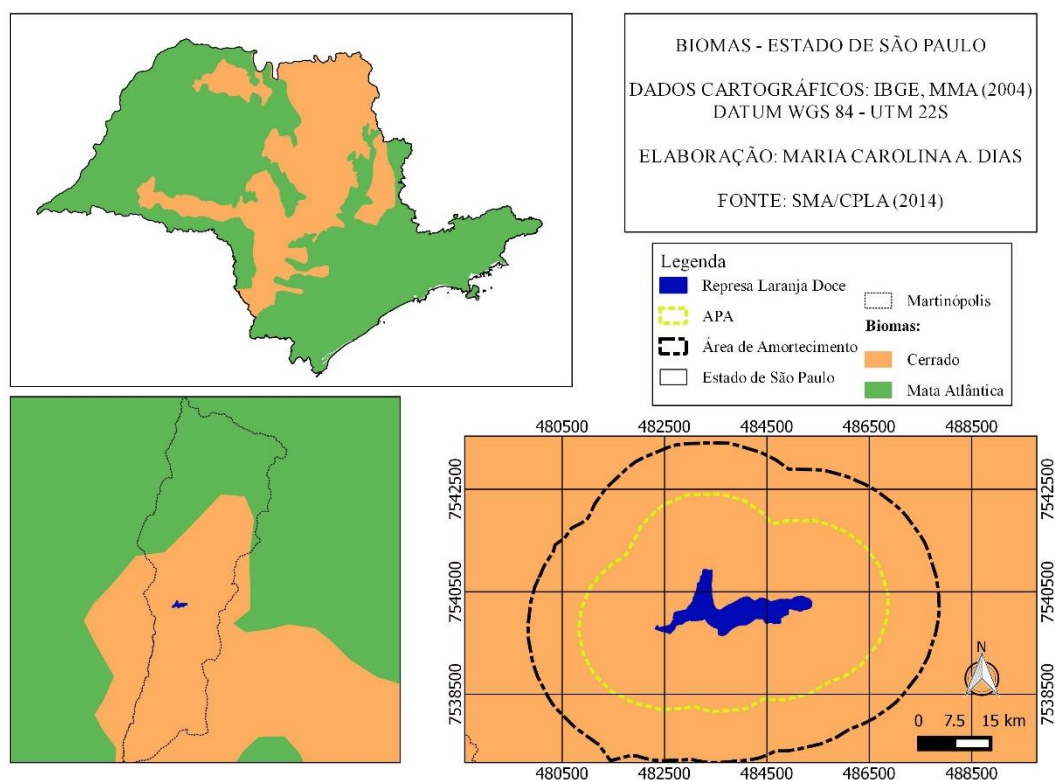 BIOMAS - ESTADO DE SÃO PAULO
DADOS CARTOGRÁFICOS: IBGE, MMA (2004)
DATUM WGS 84 - UTM 22S
ELABORAÇÃO: MARIA CAROLINA A. DIAS
FONTE: SMA/CPLA (2014)
Legenda
Represa Laranja Doce
APA
Área de Amortecimento
Estado de São Paulo
Martinópolis
Biomas:
Cerrado
Mata Atlântica
480500 482500 484500 486500 488500
7542500 7542500
7540500 7540500
7538500 7538500
N
0 7.5 15 km
480500 482500 484500 486500 488500